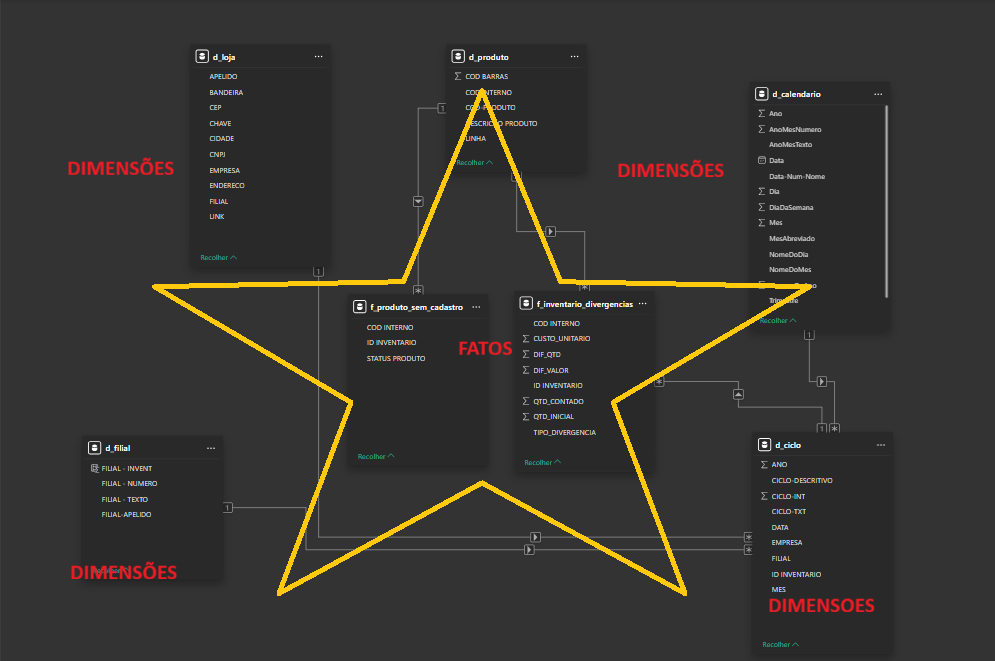 d_loja
APELIDO
BANDEIRA
CEP
CHAVE
CIDADE
CNPJ
EMPRESA
ENDERECO
FILIAL
LINK
Recolher
d_produto
COD BARRAS
COD INTERNO
COD-PRODUTO
DESCRICAO PRODUTO
LINHA
Recolher
d_calendario
Ano
AnoMesNumero
AnoMesTexto
Data
Data-Num-Nome
Dia
DiaDaSemana
Mes
MesAbreviado
NomeDoDia
NomeDoMes
Trimestre
Recolher
DIMENSÕES
DIMENSÕES
1
1
1
*
*
f_produto_sem_cadastro
COD INTERNO
ID INVENTARIO
STATUS PRODUTO
Recolher
FATOS
f_inventario_divergencias
COD INTERNO
CUSTO_UNITARIO
DIF_QTD
DIF_VALOR
ID INVENTARIO
QTD_CONTADO
QTD_INICIAL
TIPO_DIVERGENCIA
Recolher
1
*
1
*
d_filial
FILIAL - INVENT
FILIAL - NUMERO
FILIAL - TEXTO
FILIAL-APELIDO
DIMENSÕES
1
*
*
d_ciclo
ANO
CICLO-DESCRITIVO
CICLO-INT
CICLO-TXT
DATA
EMPRESA
FILIAL
ID INVENTARIO
MES
DIMENSOES
Recolher